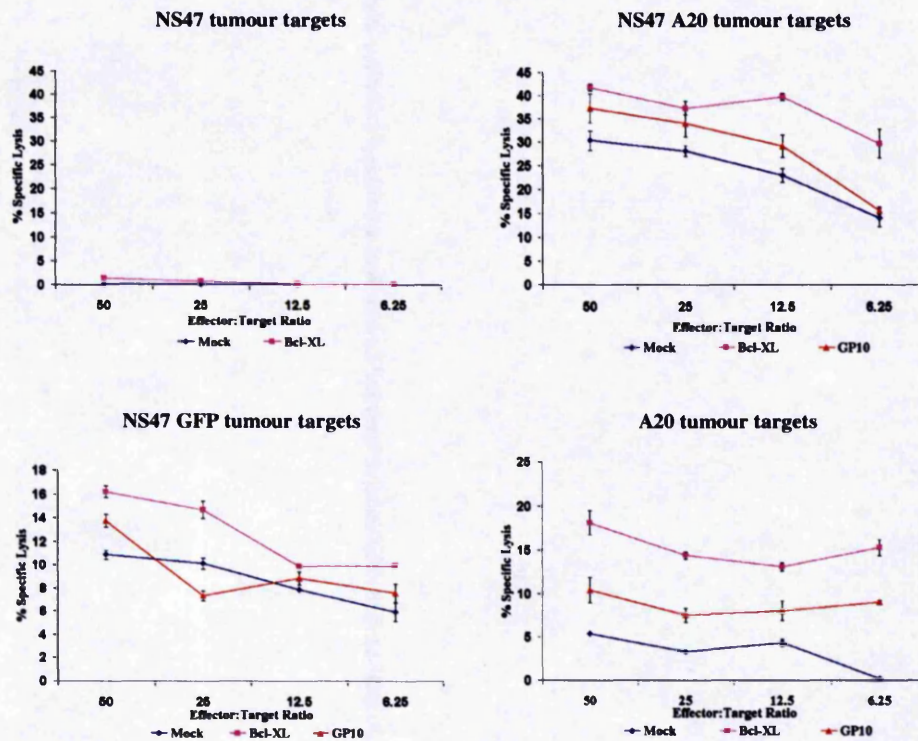 NS47 tumour targets
45
40
35
30
25
20
15
10
5
0
% Specific Lysis
50
25
12.5
6.25
Effector:Target Ratio
Mock
Bcl-XL
NS47 A20 tumour targets
45
40
35
30
25
20
15
10
5
0
% Specific Lysis
50
25
12.5
6.25
Effector:Target Ratio
Mock
Bcl-XL
GP10
NS47 GFP tumour targets
18
16
14
12
10
8
6
4
2
0
% Specific Lysis
50
25
12.5
6.25
Effector:Target Ratio
Mock
Bcl-XL
GP10
A20 tumour targets
25
20
15
10
5
0
% Specific Lysis
50
25
12.5
6.25
Effector:Target Ratio
Mock
Bcl-XL
GP10